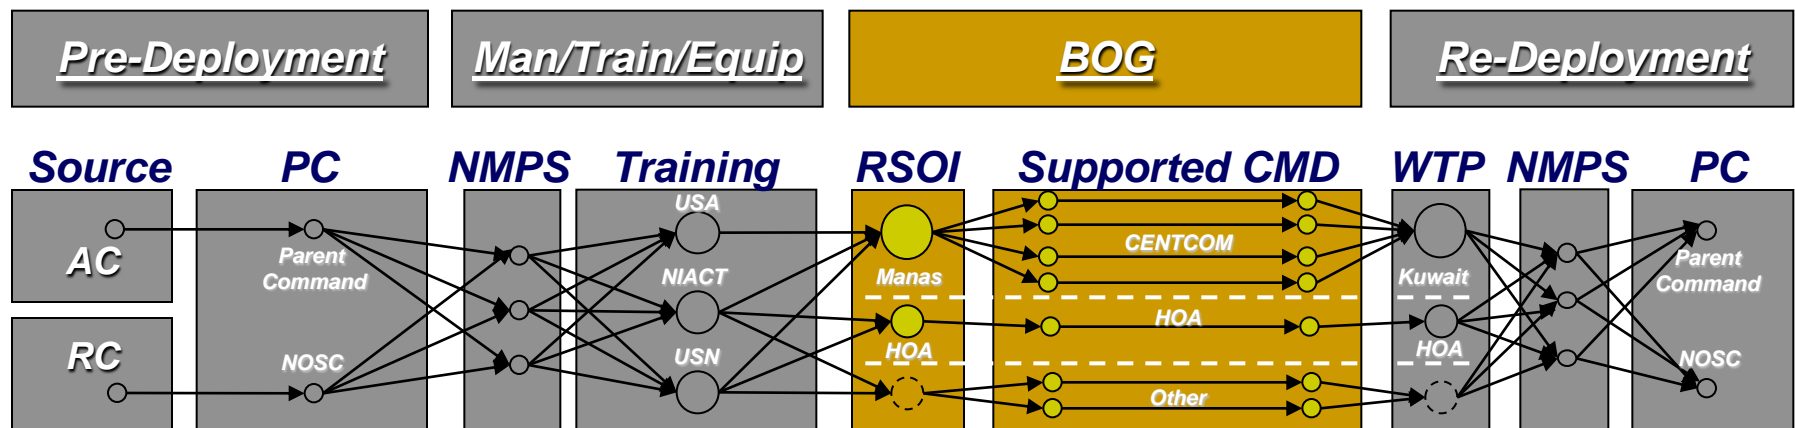 Pre-Deployment
Man/Train/Equip
BOG
Re-Deployment
Source
PC
NMPS
Training
RSOI
Supported CMD
WTP
NMPS
PC
AC
RC
Parent
Command
NOSC
USA
NIACT
USN
Manas
HOA
CENTCOM
HOA
Other
Kuwait
HOA
Parent
Command
NOSC